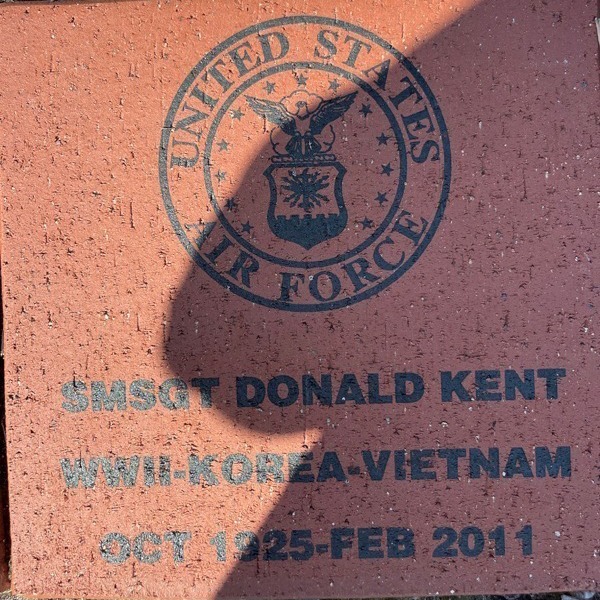 UNITED STATES
AIR FORCE
SMSGT DONALD KENT
WWII-KOREA-VIETNAM
OCT 1925-FEB 2011